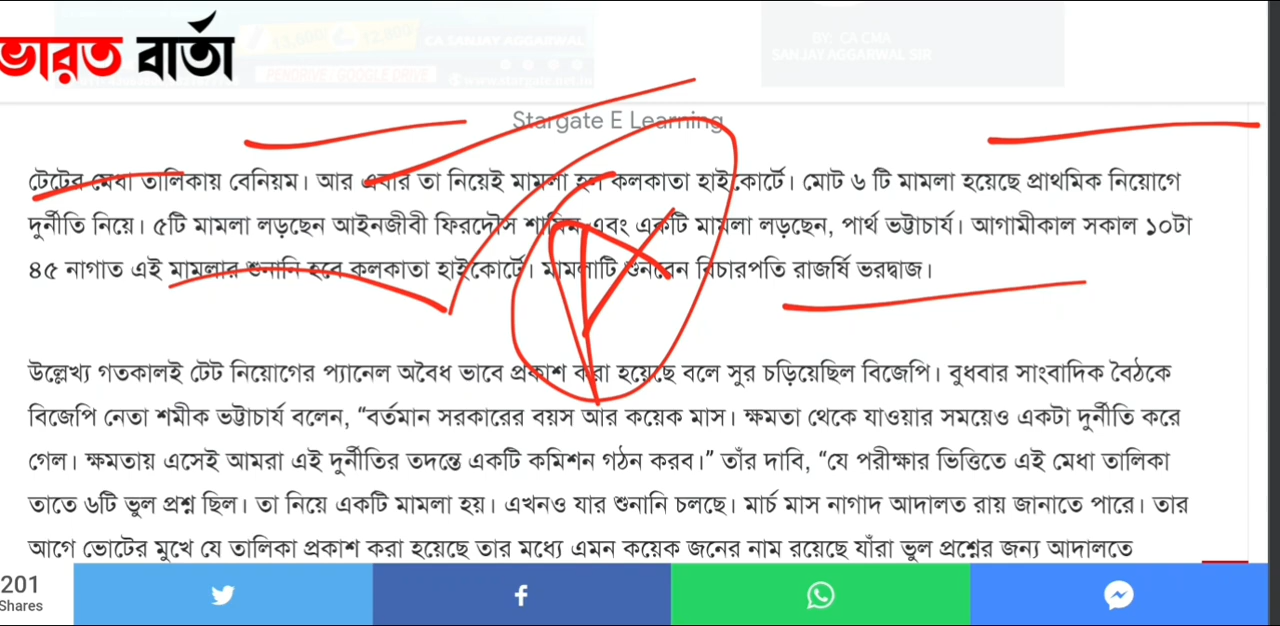 ভারত বার্তা
CA SANJAY AGGARWAL
PENDRIVE / GOOGLE DRIVE
BY: CA CMA
SANJAY AGGARWAL SIR
Stargate E Learning
টেটের মেধা তালিকায় বেনিয়ম। আর এবার তা নিয়েই মামলা হল কলকাতা হাইকোর্টে। মোট ৬ টি মামলা হয়েছে প্রাথমিক নিয়োগে
দুর্নীতি নিয়ে। ৫টি মামলা লড়ছেন আইনজীবী ফিরদৌস শামিম এবং একটি মামলা লড়ছেন, পার্থ ভট্টাচার্য। আগামীকাল সকাল ১০টা
৪৫ নাগাত এই মামলার শুনানি হবে কলকাতা হাইকোর্টে। মামলাটি শুনবেন বিচারপতি রাজর্ষি ভরদ্বাজ।
উল্লেখ্য গতকালই টেট নিয়োগের প্যানেল অবৈধ ভাবে প্রকাশ করা হয়েছে বলে সুর চড়িয়েছিল বিজেপি। বুধবার সাংবাদিক বৈঠকে
বিজেপি নেতা শমীক ভট্টাচার্য বলেন, “বর্তমান সরকারের বয়স আর কয়েক মাস। ক্ষমতা থেকে যাওয়ার সময়েও একটা দুর্নীতি করে
গেল। ক্ষমতায় এসেই আমরা এই দুর্নীতির তদন্তে একটি কমিশন গঠন করব।” তাঁর দাবি, “যে পরীক্ষার ভিত্তিতে এই মেধা তালিকা
তাতে ৬টি ভুল প্রশ্ন ছিল। তা নিয়ে একটি মামলা হয়। এখনও যার শুনানি চলছে। মার্চ মাস নাগাদ আদালত রায় জানাতে পারে। তার
আগে ভোটের মুখে যে তালিকা প্রকাশ করা হয়েছে তার মধ্যে এমন কয়েক জনের নাম রয়েছে যাঁরা ভুল প্রশ্নের জন্য আদালতে
201
Shares